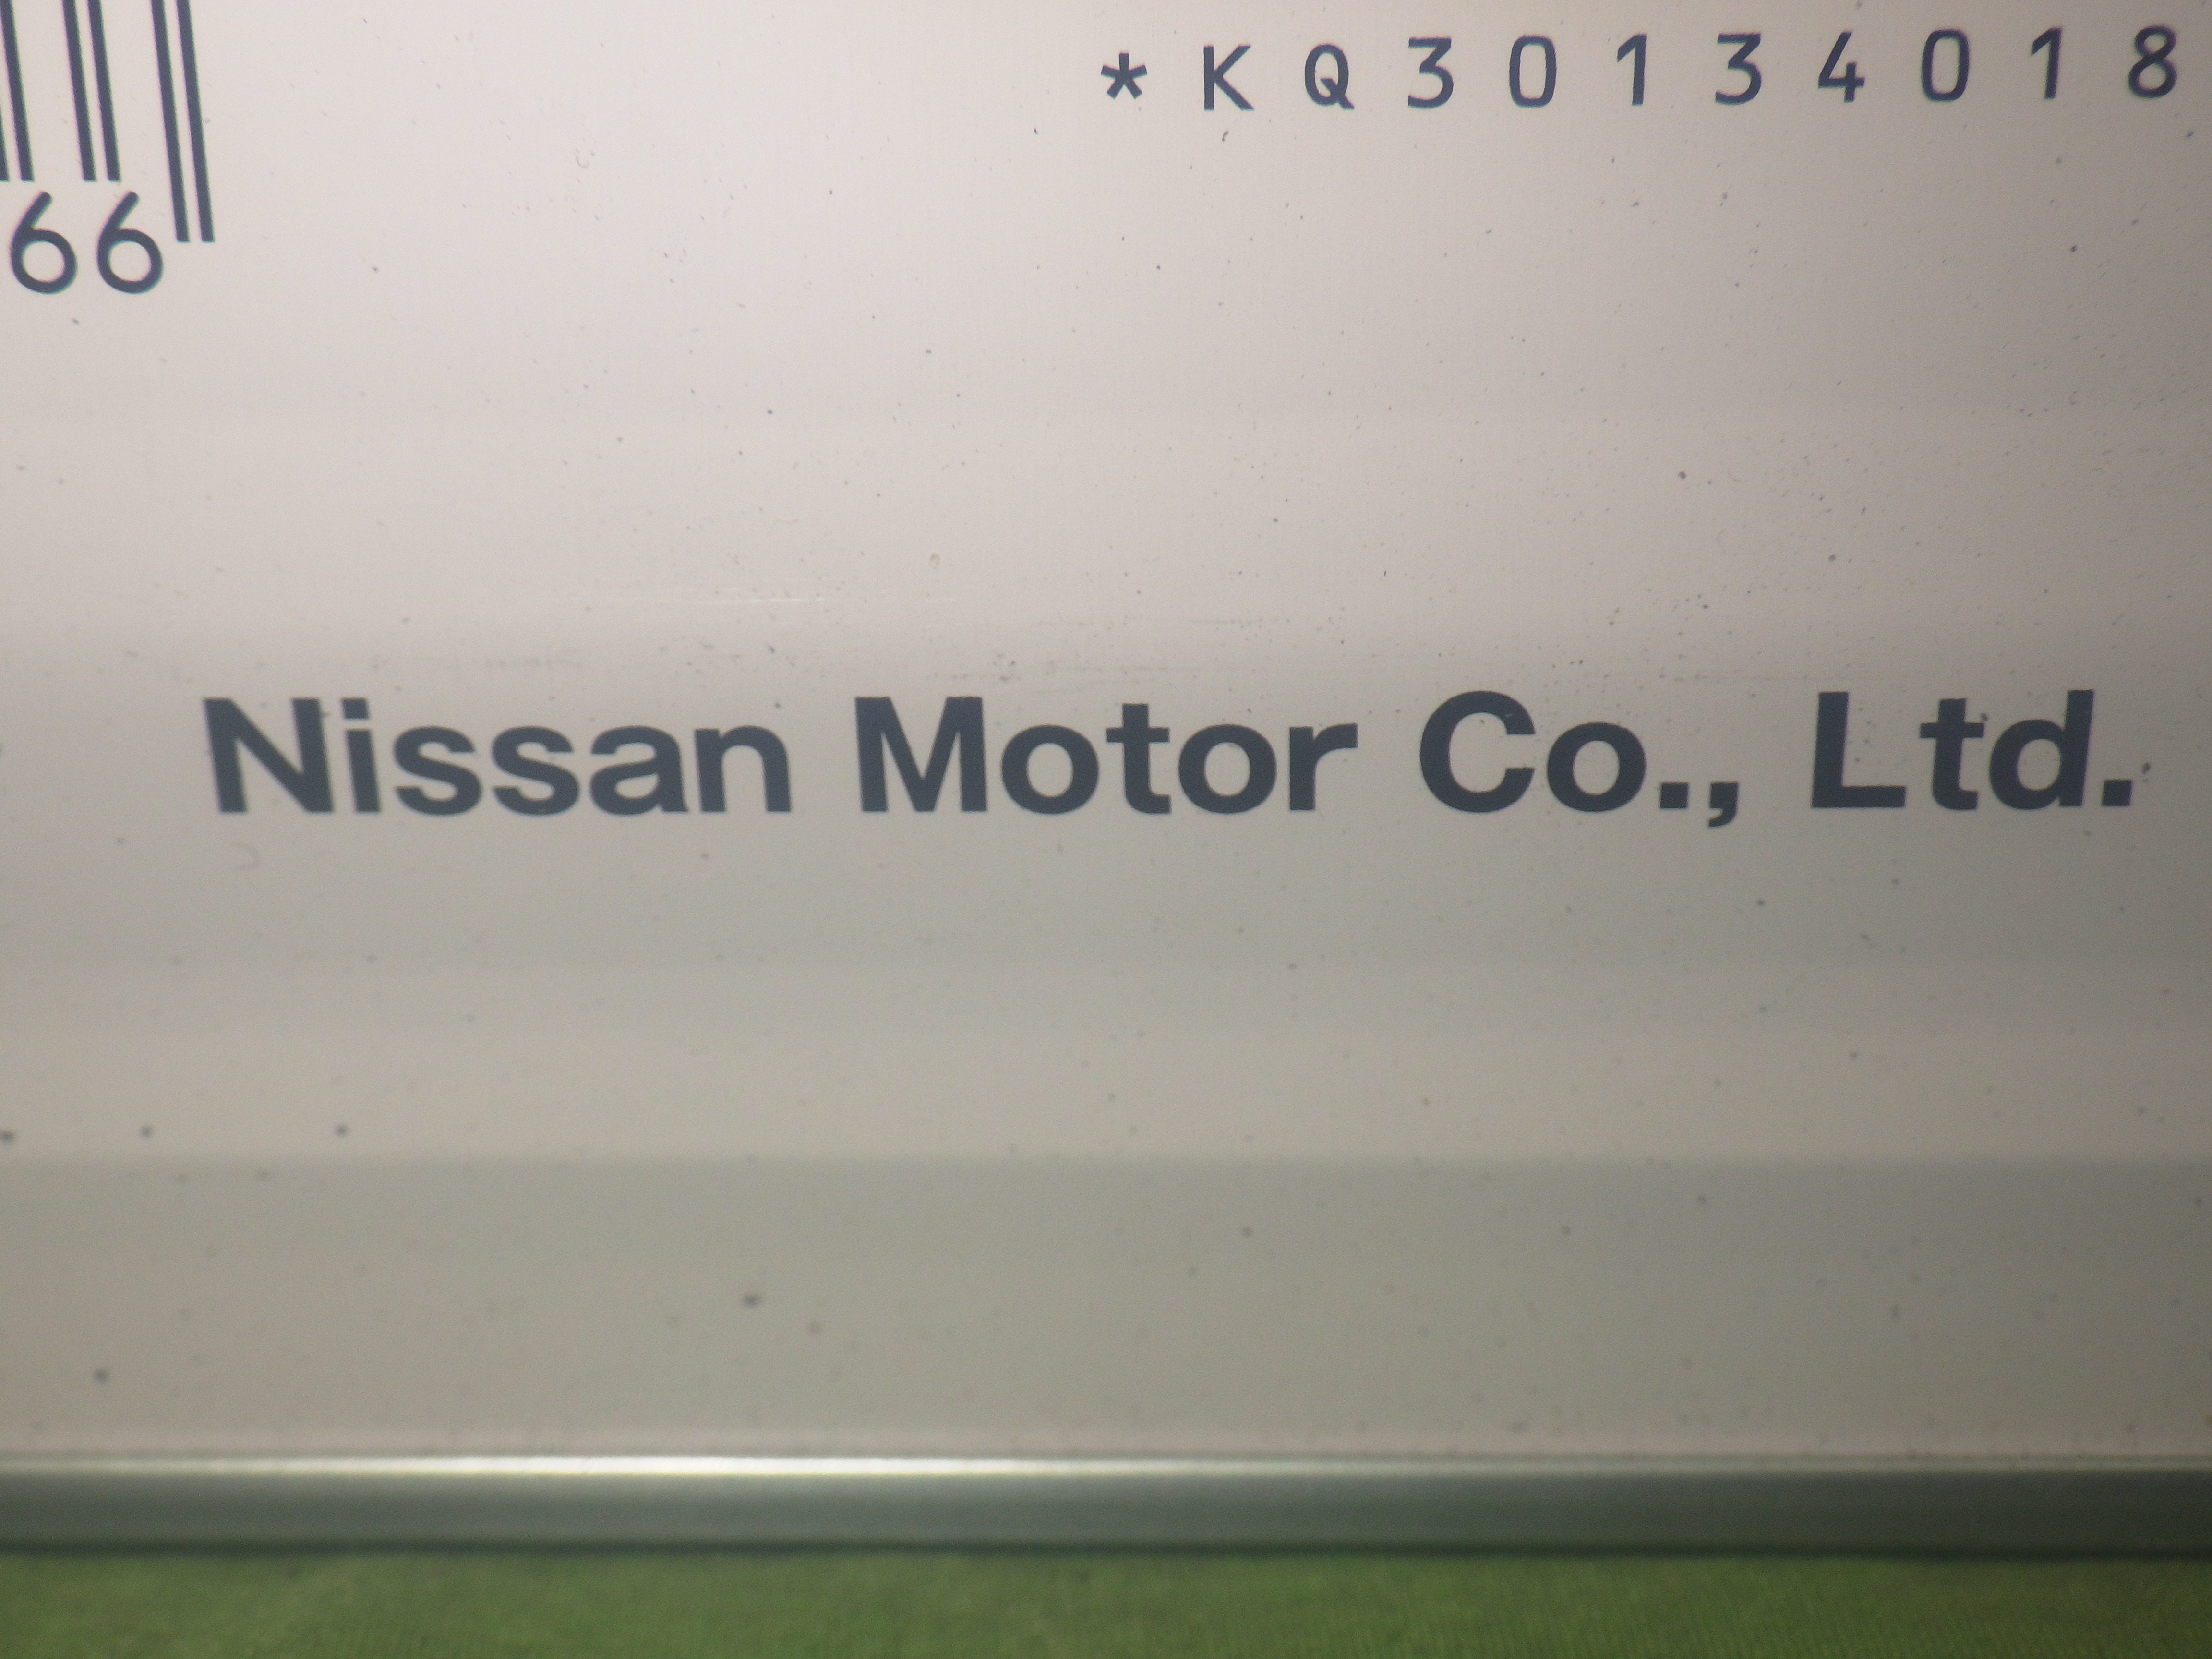 *KQ30134018
66
Nissan Motor Co., Ltd.